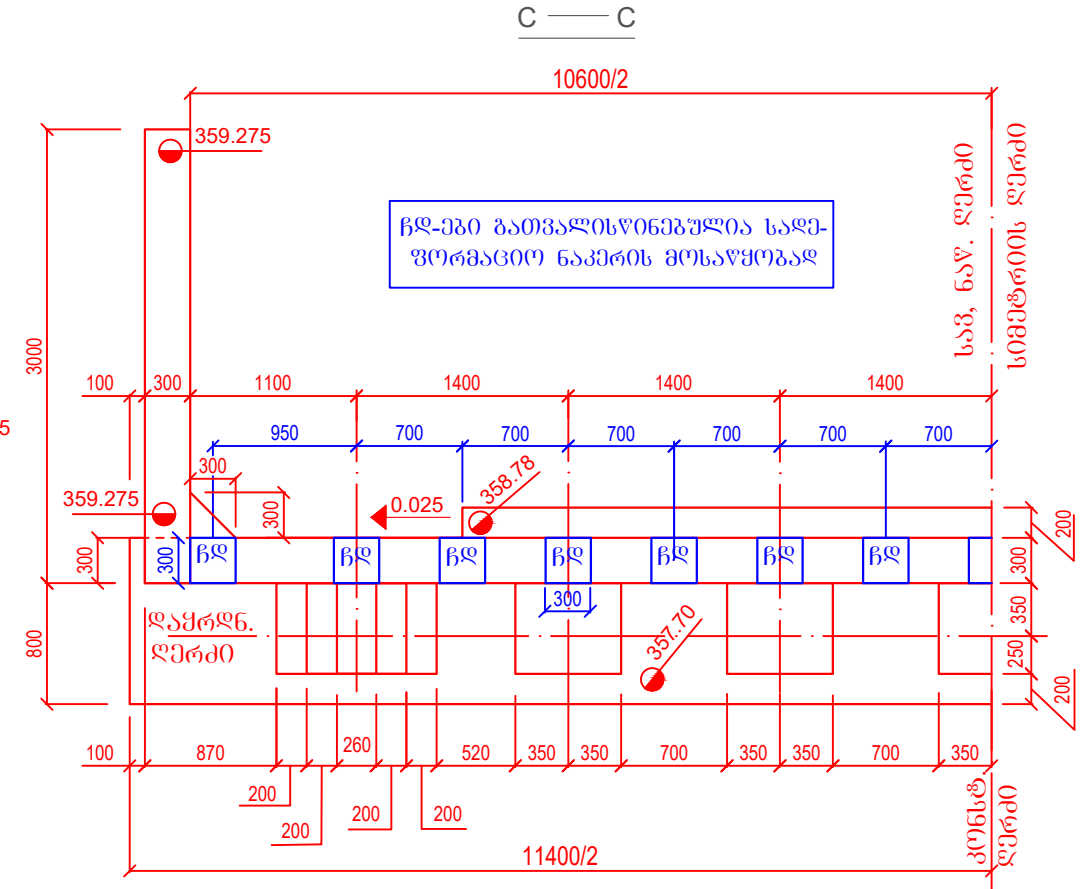 C — C
10600/2
359.275
ჩდ-ები გათვალისწინებულია სადე-
ფორმაციო ნაკერის მოსაწყობად
სავ, ნაწ. ღერძი
სიმეტრიის ღერძი
3000
100 300 1100 1400 1400 1400
5
950 700 700 700 700 700 700
300
359.275
300
0.025
358.78
200
300
300
ჩდ ჩდ ჩდ ჩდ ჩდ ჩდ ჩდ
300
300
350
დაყრდნ.
ღერძი
800
357.70
250
200
100 870 260 520 350 350 700 350 350 700 350
200
200
200
200
კონსტ.
ღერძი
11400/2